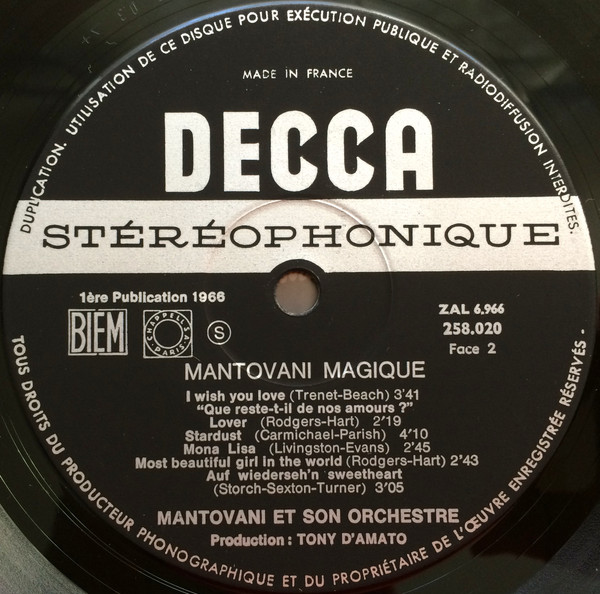 DUPLICATION. UTILISATION DE CE DISQUE POUR EXÉCUTION PUBLIQUE ET RADIODIFFUSION INTERDITES.
MADE IN FRANCE
DECCA
STÉRÉOPHONIQUE
1ère Publication 1966
BIEM
CHAPPELL S.A.
PARIS
S
ZAL 6,966
258.020
Face 2
MANTOVANI MAGIQUE
I wish you love (Trenet-Beach) 3'41
"Que reste-t-il de nos amours ?"
Lover (Rodgers-Hart) 2'19
Stardust (Carmichael-Parish) 4'10
Mona Lisa (Livingston-Evans) 2'45
Most beautiful girl in the world (Rodgers-Hart) 2'43
Auf wiederseh'n sweetheart
(Storch-Sexton-Turner) 3'05
MANTOVANI ET SON ORCHESTRE
Production : TONY D'AMATO
TOUS DROITS DU PRODUCTEUR PHONOGRAPHIQUE ET DU PROPRIÉTAIRE DE L'ŒUVRE ENREGISTRÉE RÉSERVÉS -